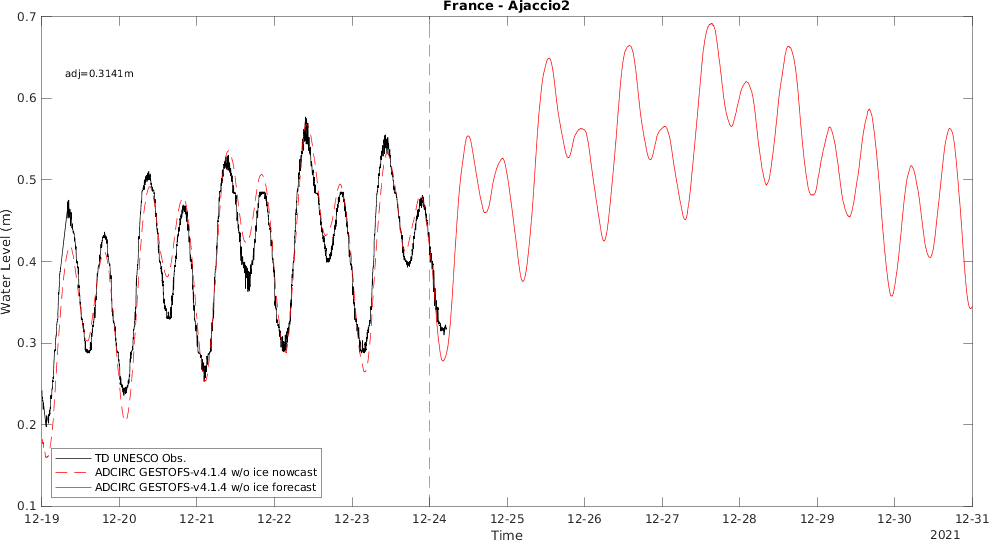 France - Ajaccio2
adj=0.3141m
0.7
0.6
0.5
0.4
0.3
0.2
0.1
Water Level (m)
TD UNESCO Obs.
ADCIRC GESTOFS-v4.1.4 w/o ice nowcast
ADCIRC GESTOFS-v4.1.4 w/o ice forecast
12-19 12-20 12-21 12-22 12-23 12-24 12-25 12-26 12-27 12-28 12-29 12-30 12-31
Time
2021